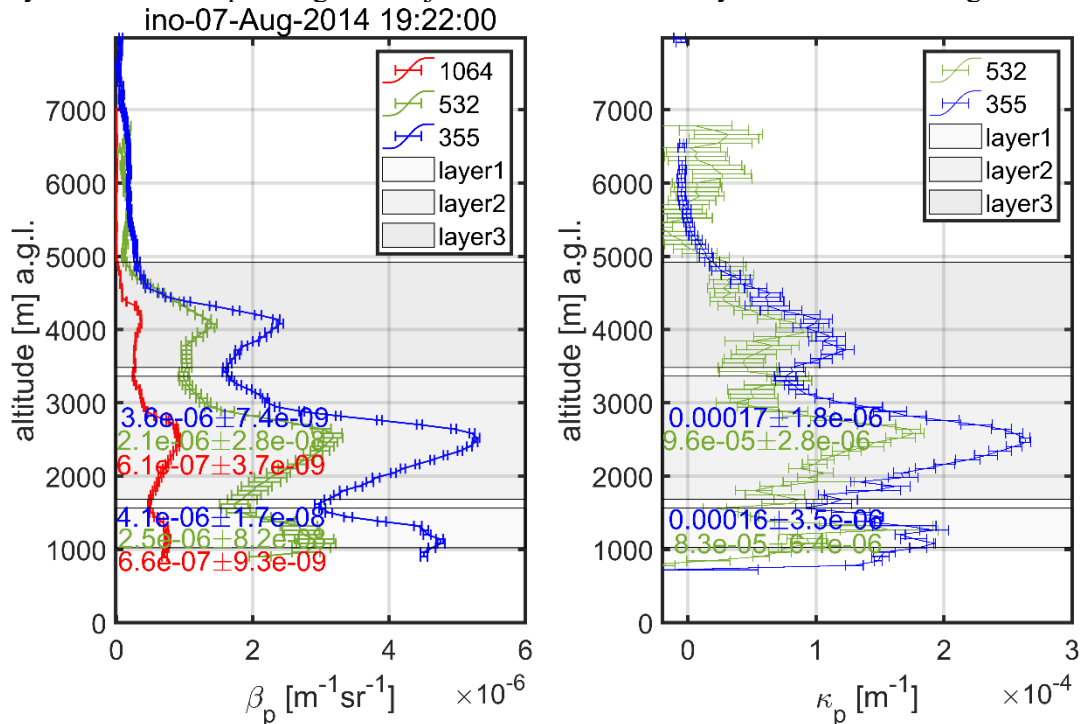 ino-07-Aug-2014 19:22:00
1064
532
355
layer1
layer2
layer3
7000
6000
5000
4000
3000
2000
1000
0
altitude [m] a.g.l.
3.6e-06±7.4e-09
2.1e-06±2.8e-08
6.1e-07±3.7e-09
4.1e-06±1.7e-08
2.5e-06±8.2e-08
6.6e-07±9.3e-09
0 2 4 6
×10⁻⁶
βₚ [m⁻¹sr⁻¹]
532
355
layer1
layer2
layer3
7000
6000
5000
4000
3000
2000
1000
0
altitude [m] a.g.l.
0.00017±1.8e-06
9.6e-05±2.8e-06
0.00016±3.5e-06
8.3e-05±6.4e-06
0 1 2 3
×10⁻⁴
κₚ [m⁻¹]